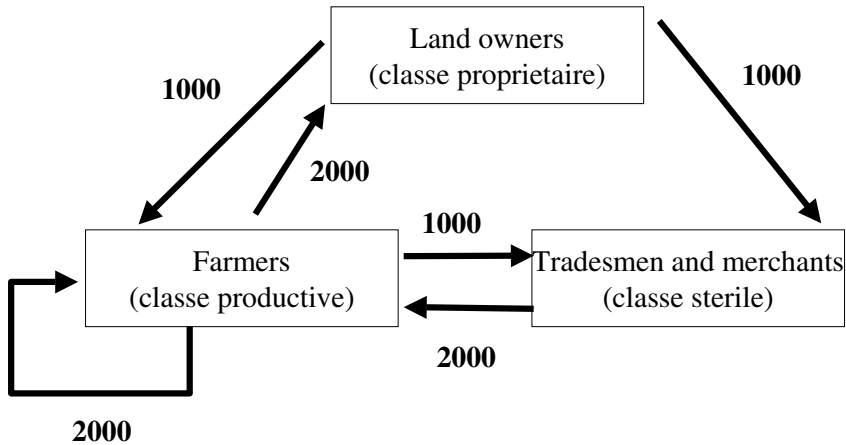 Land owners
(classe proprietaire)
1000
1000
2000
1000
Farmers
(classe productive)
Tradesmen and merchants
(classe sterile)
2000
2000